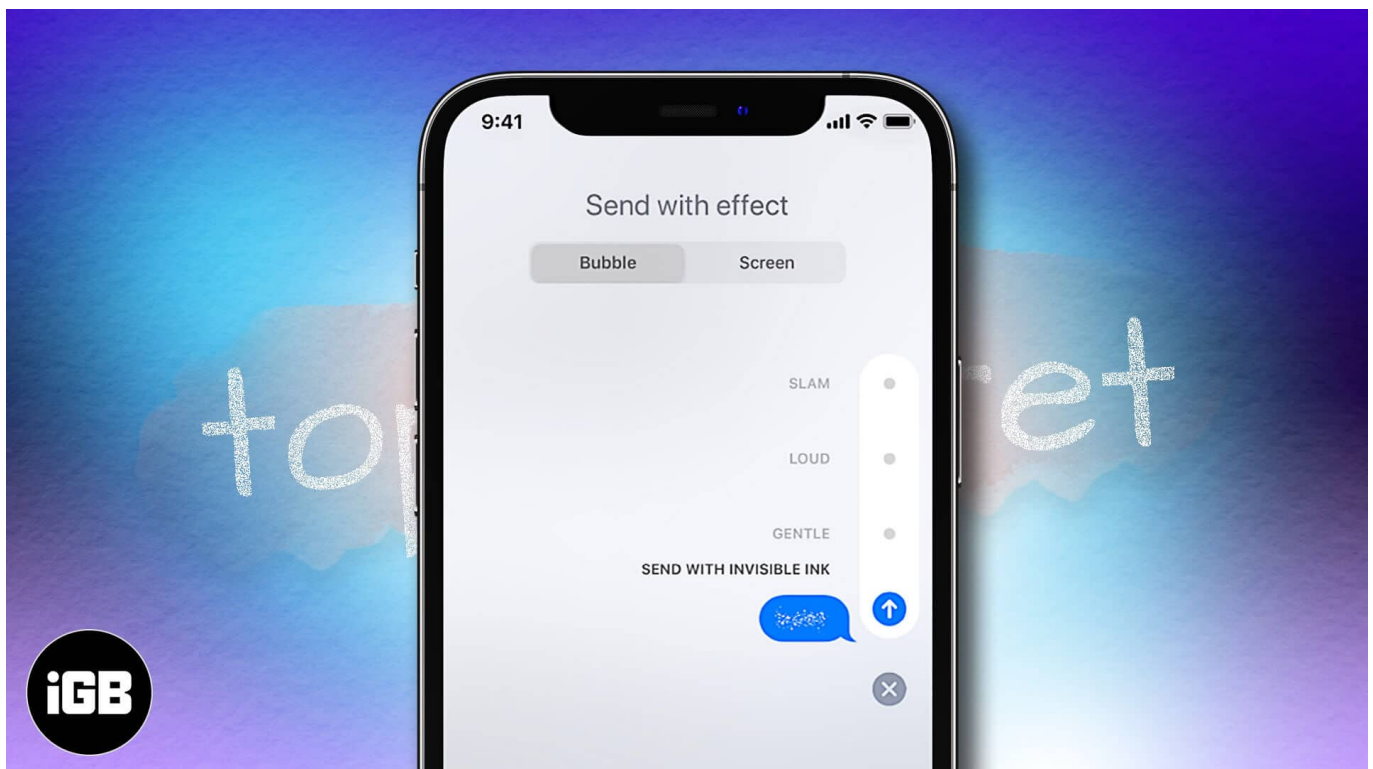 9:41
Send with effect
Bubble Screen
SLAM
LOUD
GENTLE
SEND WITH INVISIBLE INK
iGB